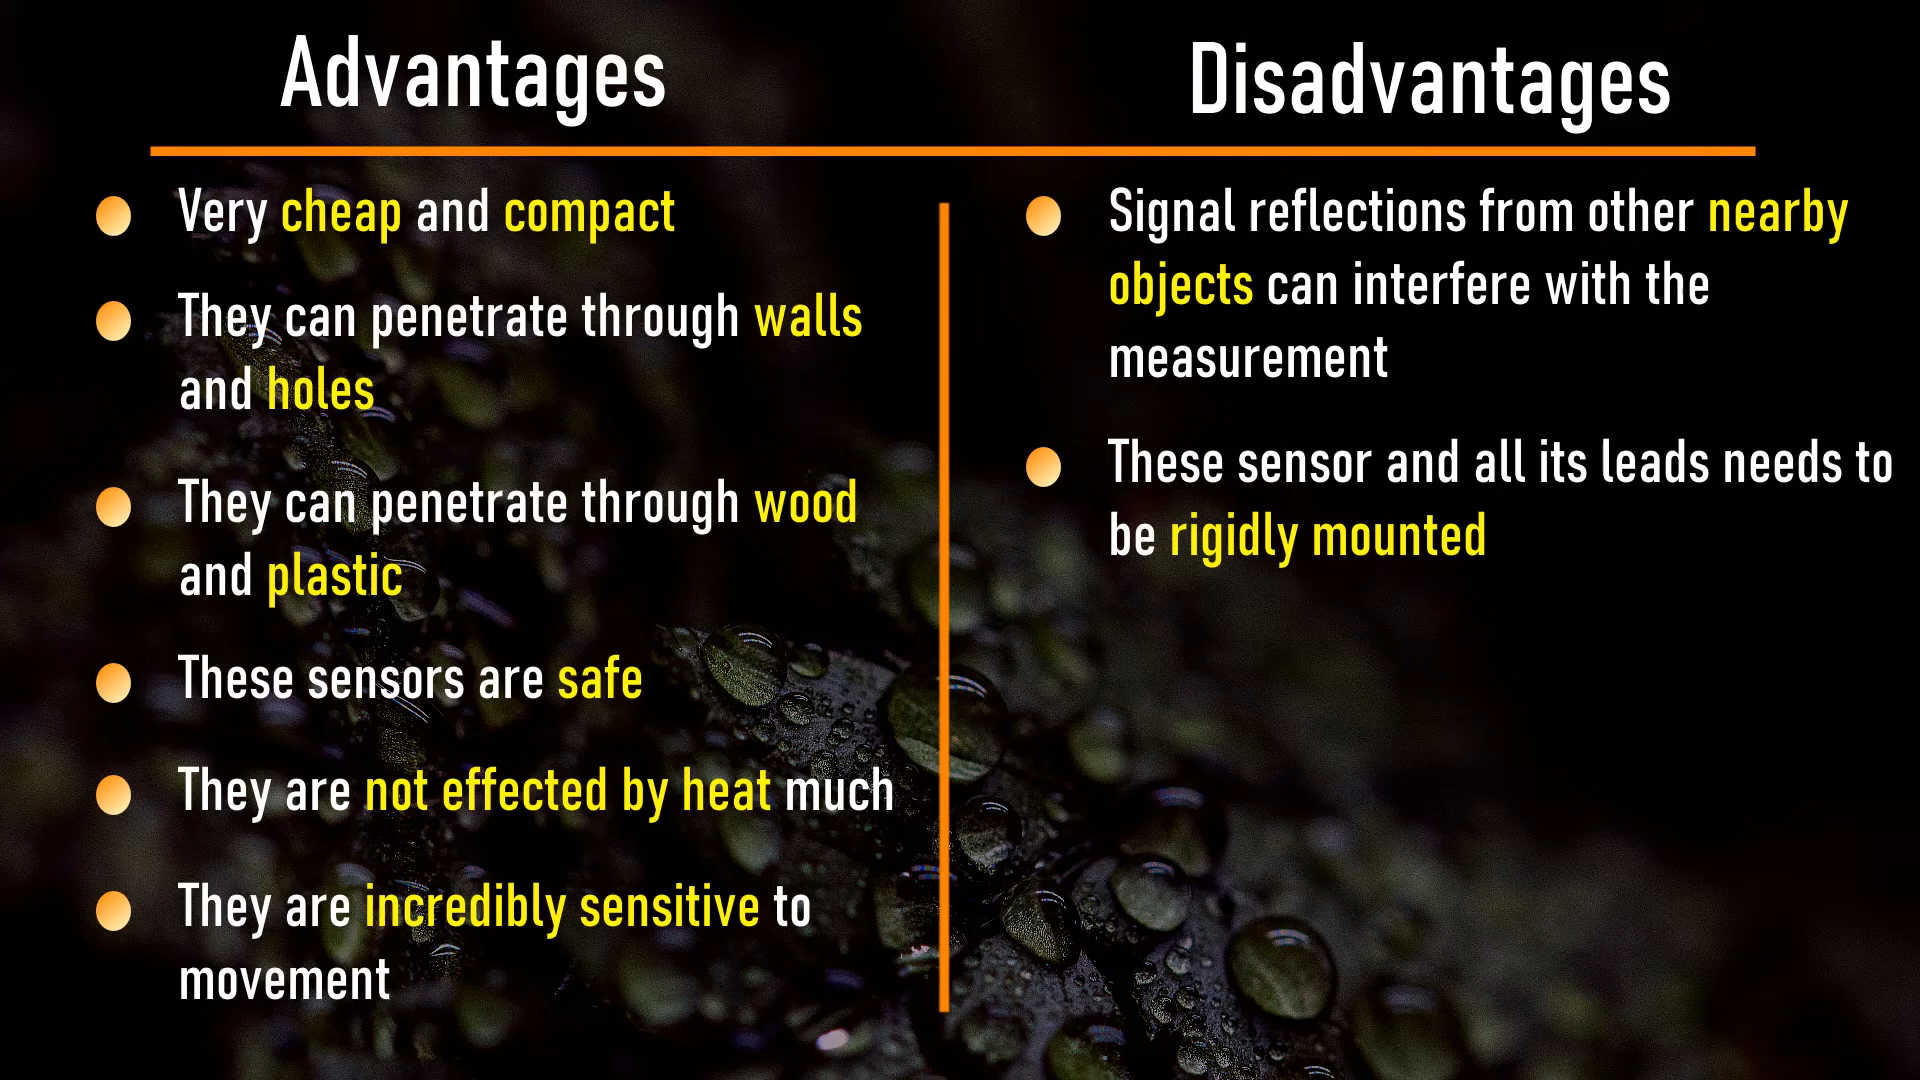 Advantages
Very cheap and compact
They can penetrate through walls
and holes
They can penetrate through wood
and plastic
These sensors are safe
They are not effected by heat much
They are incredibly sensitive to
movement
Disadvantages
Signal reflections from other nearby
objects can interfere with the
measurement
These sensor and all its leads needs to
be rigidly mounted